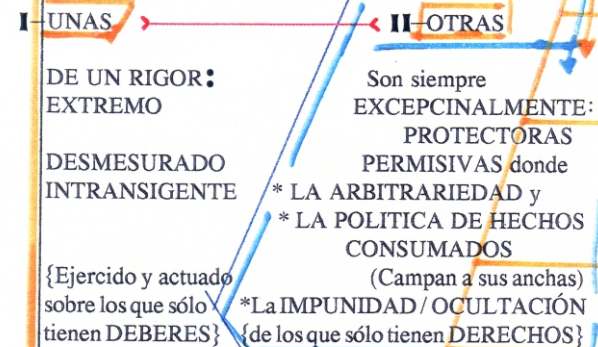 I-UNAS
DE UN RIGOR:
EXTREMO
DESMESURADO
INTRANSIGENTE
{Ejercido y actuado
sobre los que sólo
tienen DEBERES}
II-OTRAS
Son siempre
EXCEPCINALMENTE:
PROTECTORAS
PERMISIVAS donde
* LA ARBITRARIEDAD y
* LA POLITICA DE HECHOS
CONSUMADOS
(Campan a sus anchas)
*La IMPUNIDAD / OCULTACIÓN
{de los que sólo tienen DERECHOS}